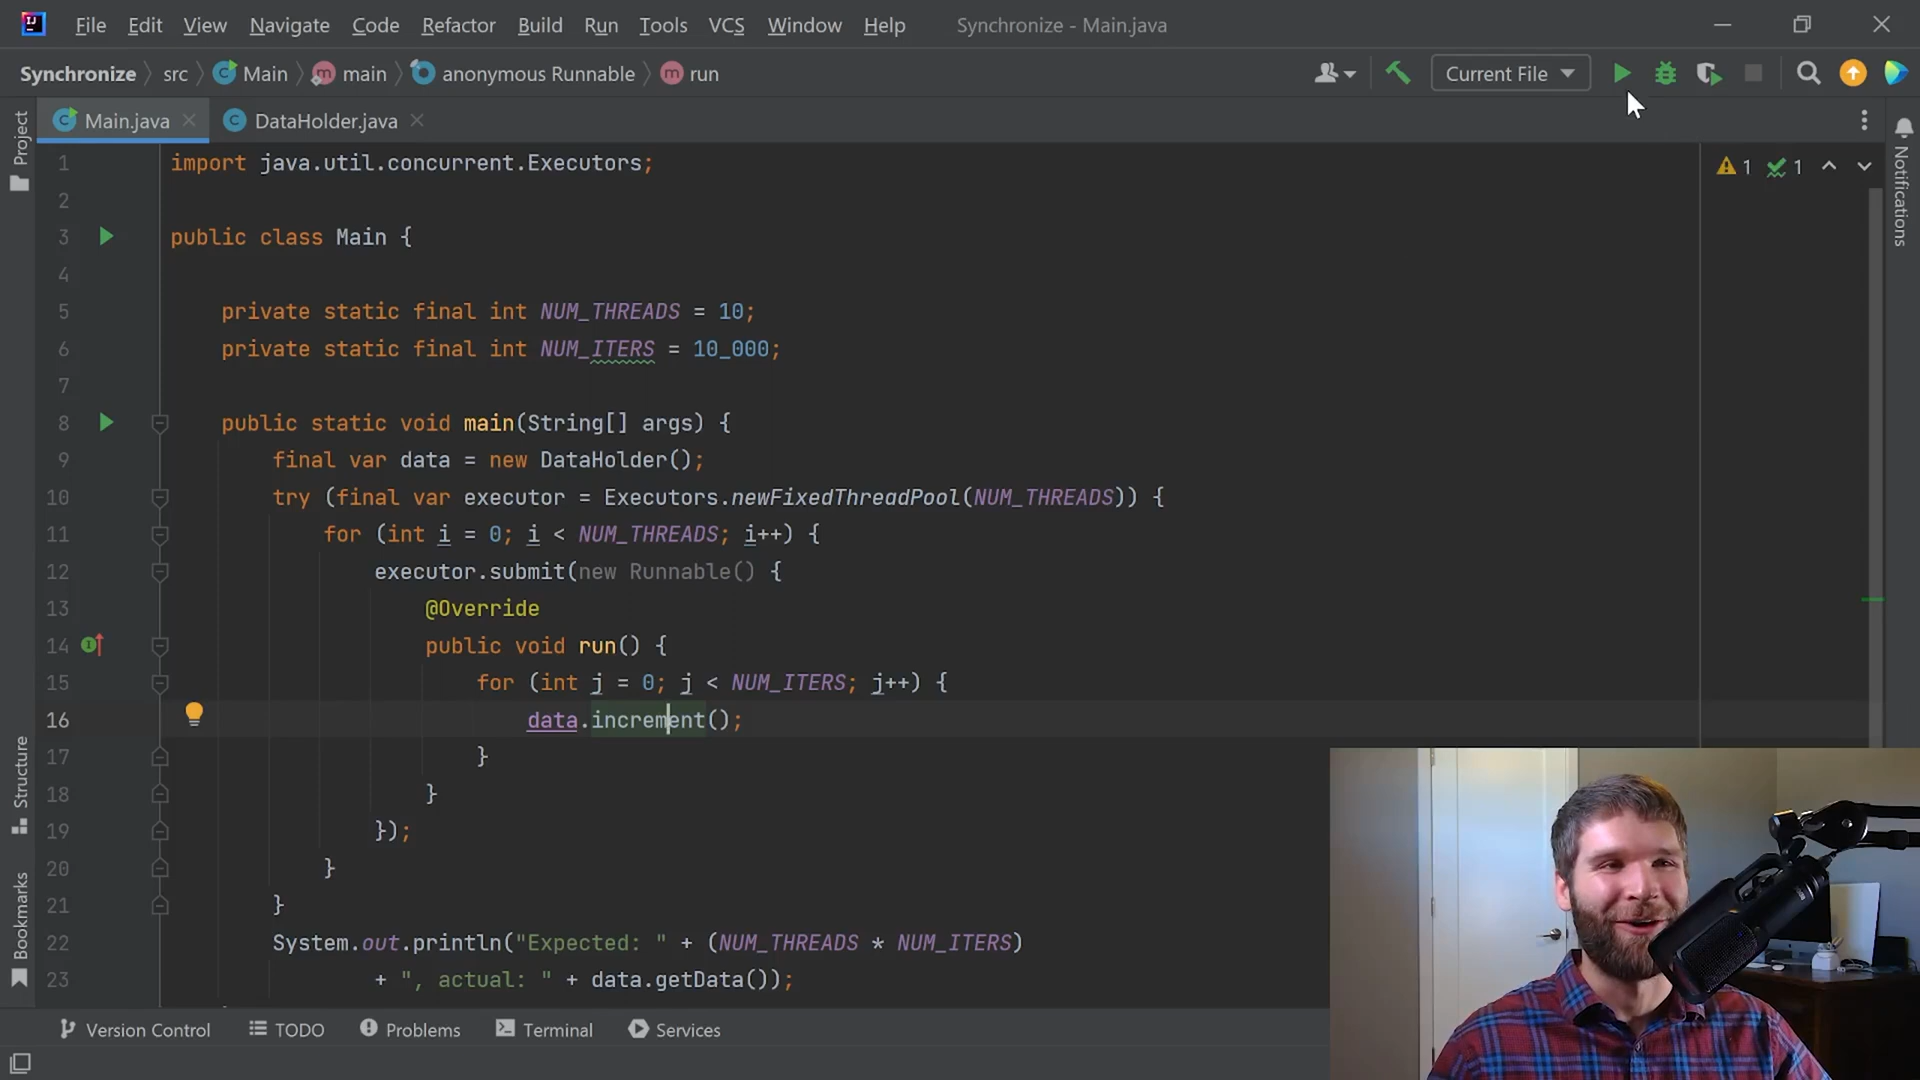 File Edit View Navigate Code Refactor Build Run Tools VCS Window Help Synchronize - Main.java
Synchronize src Main main anonymous Runnable run Current File
Project
Main.java DataHolder.java
Notifications
1 import java.util.concurrent.Executors; 1 1
2
3 public class Main {
4
5 private static final int NUM_THREADS = 10;
6 private static final int NUM_ITERS = 10_000;
7
8 public static void main(String[] args) {
9 final var data = new DataHolder();
10 try (final var executor = Executors.newFixedThreadPool(NUM_THREADS)) {
11 for (int i = 0; i < NUM_THREADS; i++) {
12 executor.submit(new Runnable() {
13 @Override
14 public void run() {
15 for (int j = 0; j < NUM_ITERS; j++) {
16 data.increment();
17 }
18 }
19 });
20 }
21 }
22 System.out.println("Expected: " + (NUM_THREADS * NUM_ITERS)
23 + ", actual: " + data.getData());
Structure
Bookmarks
Version Control TODO Problems Terminal Services